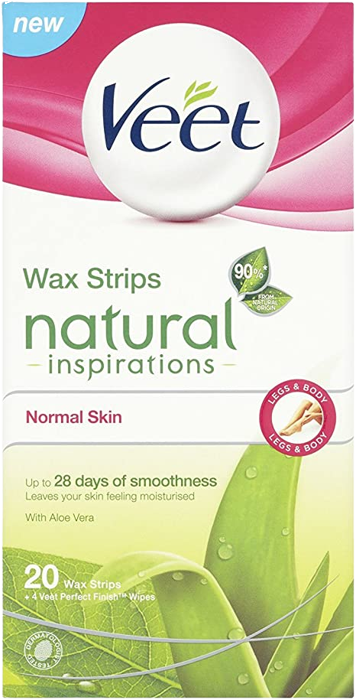 new
Veet
Wax Strips
90%*
FROM
NATURAL
ORIGIN
natural
inspirations
Normal Skin
LEGS & BODY
LEGS & BODY
Up to 28 days of smoothness
Leaves your skin feeling moisturised
With Aloe Vera
20 Wax Strips
+ 4 Veet Perfect Finish™ Wipes
DERMATOLOGIST
TESTED